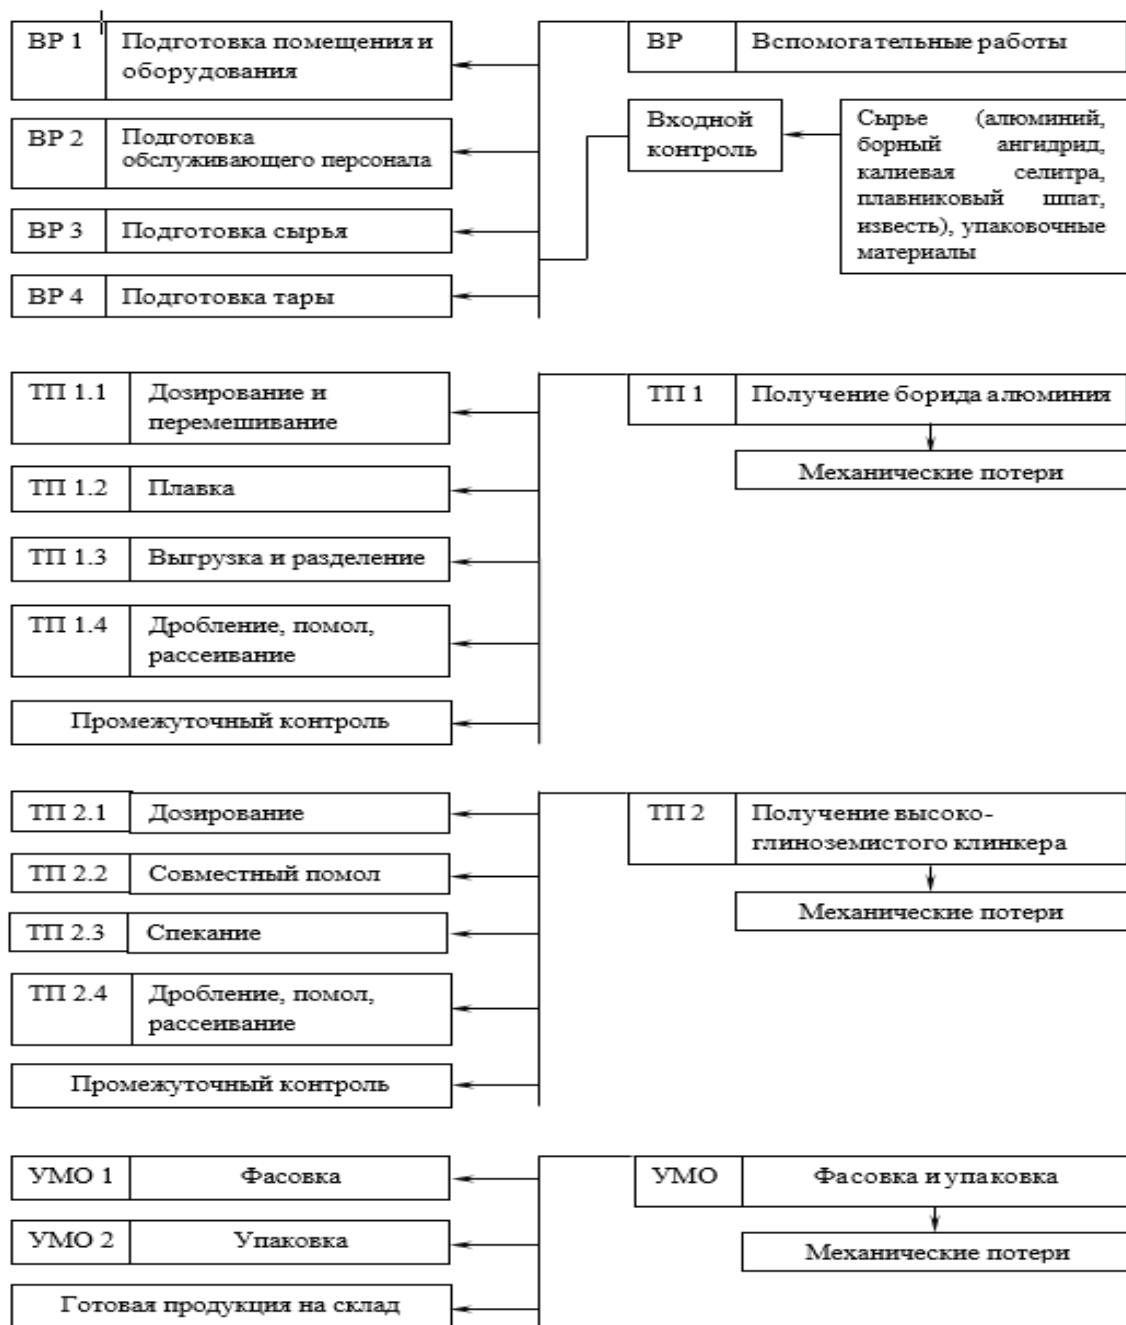 ВР 1 Подготовка помещения и
оборудования
ВР Вспомогательные работы
ВР 2 Подготовка
обслуживающего персонала
Входной
контроль
Сырье (алюминий,
борный ангидрид,
калиевая селитра,
плавниковый шпат,
известь), упаковочные
материалы
ВР 3 Подготовка сырья
ВР 4 Подготовка тары
ТП 1.1 Дозирование и
перемешивание
ТП 1 Получение борида алюминия
Механические потери
ТП 1.2 Плавка
ТП 1.3 Выгрузка и разделение
ТП 1.4 Дробление, помол,
рассеивание
Промежуточный контроль
ТП 2.1 Дозирование
ТП 2 Получение высоко-
глиноземистого клинкера
Механические потери
ТП 2.2 Совместный помол
ТП 2.3 Спекание
ТП 2.4 Дробление, помол,
рассеивание
Промежуточный контроль
УМО 1 Фасовка
УМО Фасовка и упаковка
Механические потери
УМО 2 Упаковка
Готовая продукция на склад